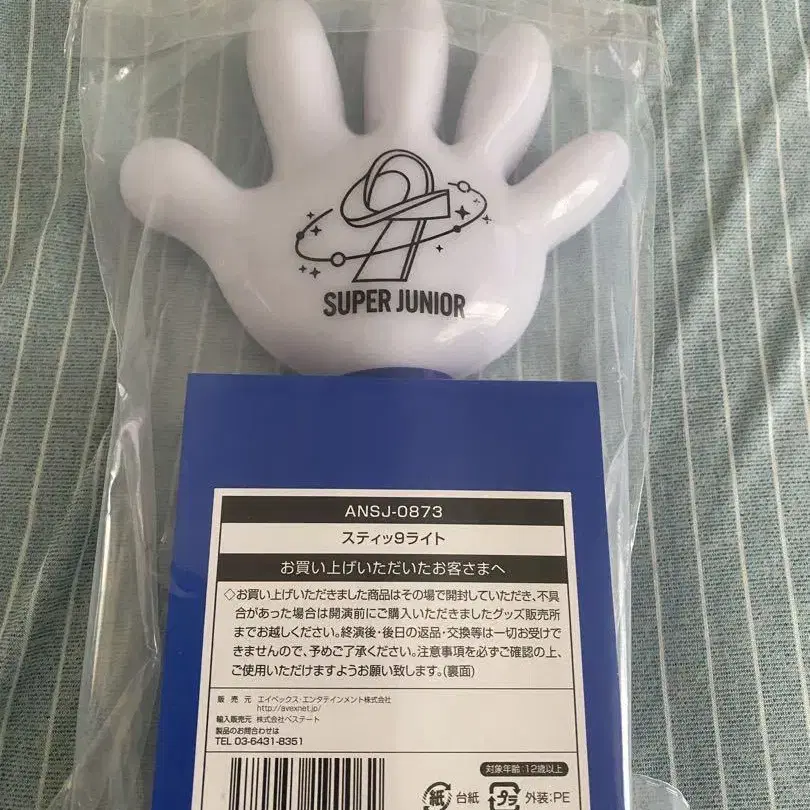 SUPER JUNIOR
ANSJ-0873
スティッ9ライト
お買い上げいただいたお客さまへ
◇お買い上げいただきました商品はその場で開封していただき、不具
合があった場合は開演前にご購入いただきましたグッズ販売所
までお越しください。終演後・後日の返品・交換等は一切お受けで
きませんので、予めご了承ください。注意事項を必ずご確認の上、
ご使用いただけますようお願い致します。(裏面)
販 売 元 エイベックス・エンタテインメント株式会社
http://avexnet.jp/
輸入販売元 株式会社ベステート
製品のお問合わせは
TEL 03-6431-8351
対象年齢:12歳以上
紙 台紙 プラ 外装:PE